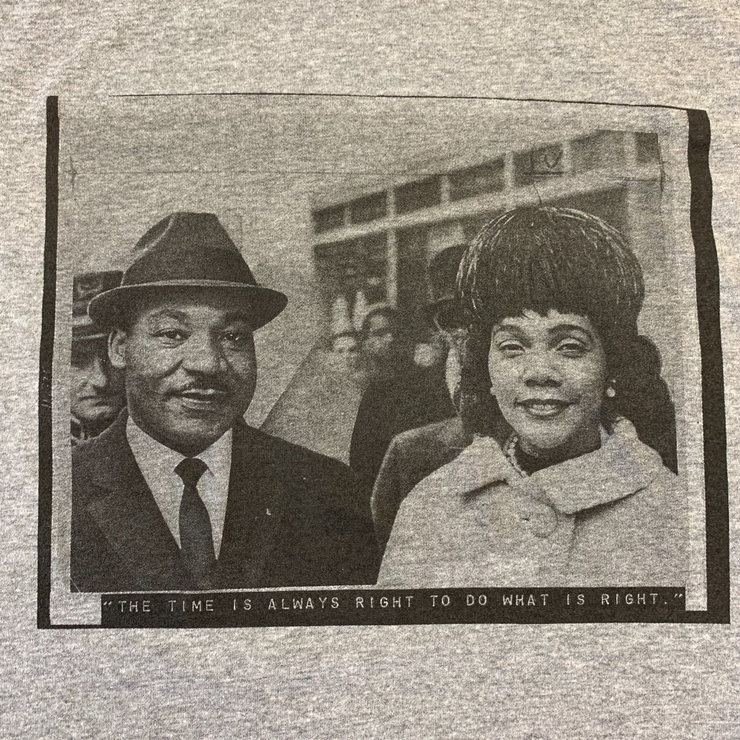 "THE TIME IS ALWAYS RIGHT TO DO WHAT IS RIGHT."